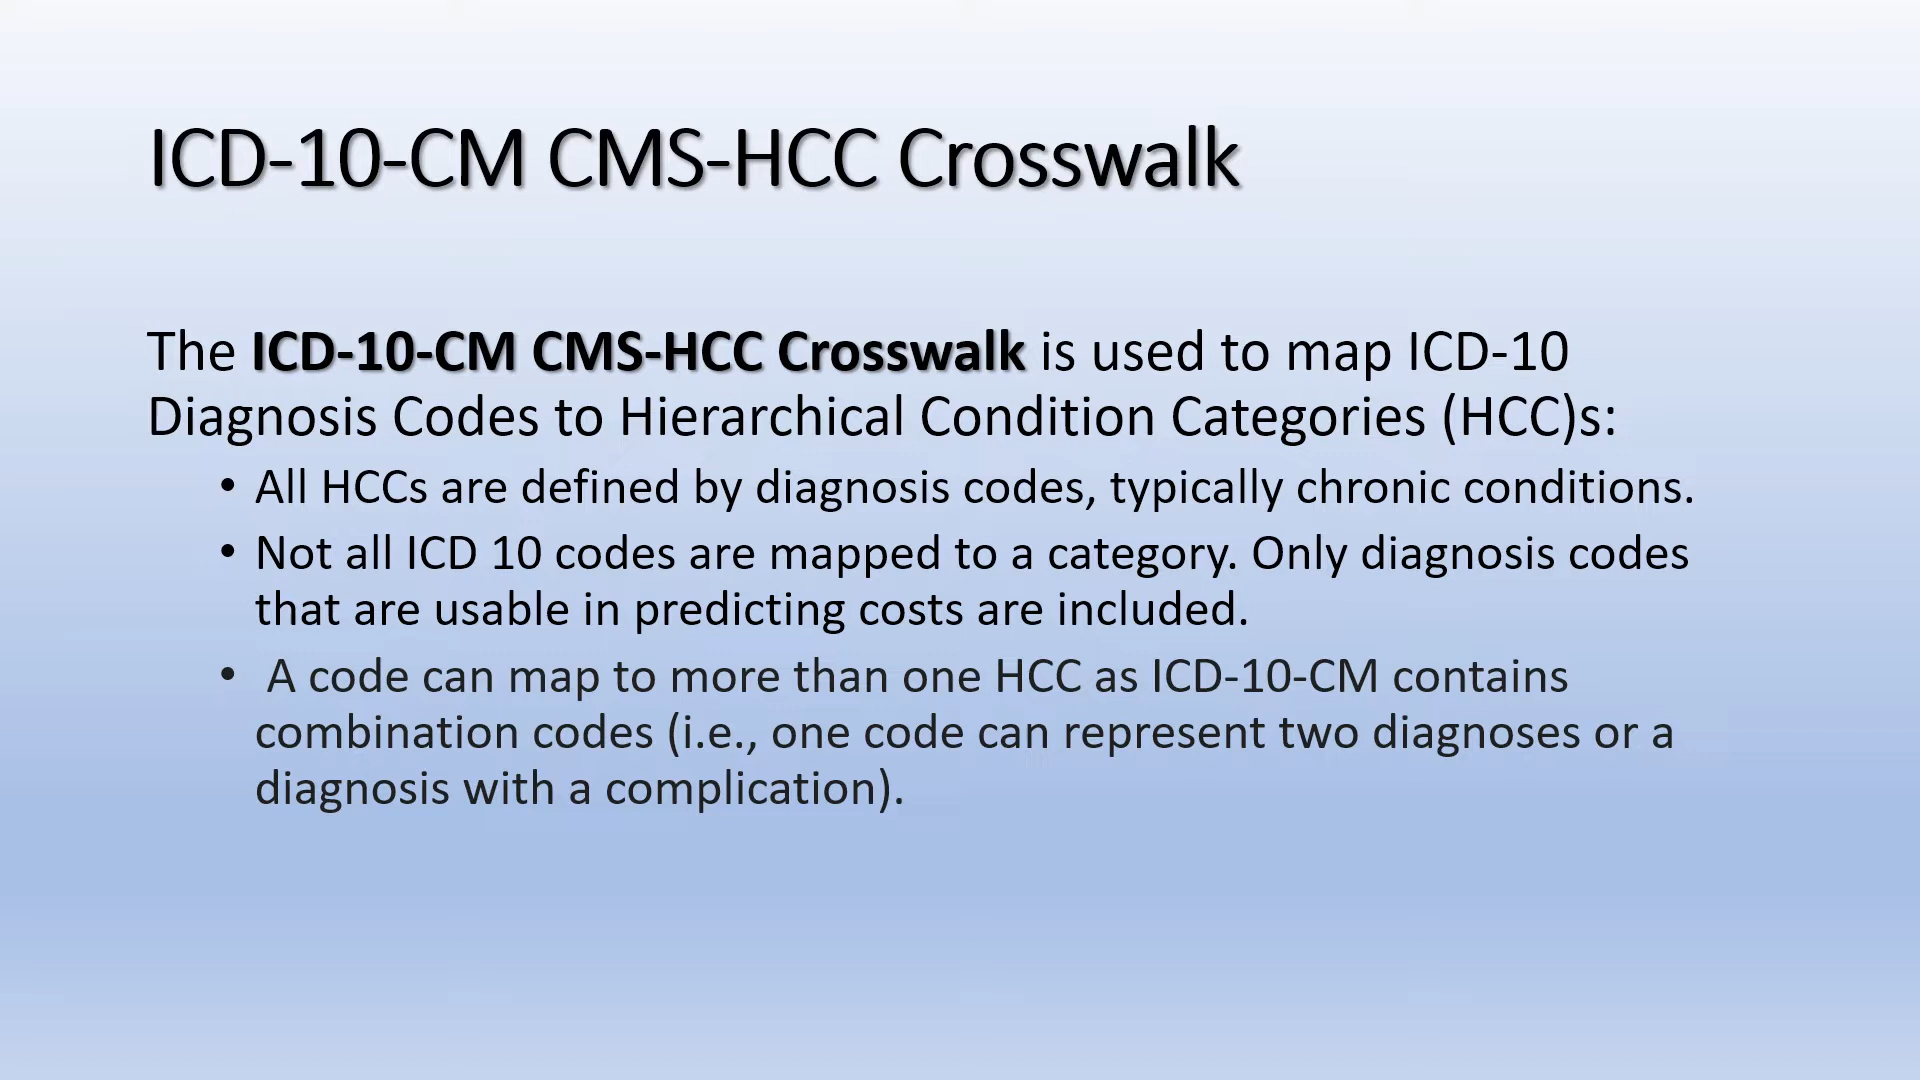 ICD-10-CM CMS-HCC Crosswalk
The ICD-10-CM CMS-HCC Crosswalk is used to map ICD-10
Diagnosis Codes to Hierarchical Condition Categories (HCC)s:
• All HCCs are defined by diagnosis codes, typically chronic conditions.
• Not all ICD 10 codes are mapped to a category. Only diagnosis codes
that are usable in predicting costs are included.
• A code can map to more than one HCC as ICD-10-CM contains
combination codes (i.e., one code can represent two diagnoses or a
diagnosis with a complication).